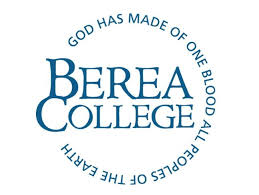 GOD HAS MADE OF ONE BLOOD ALL PEOPLES OF THE EARTH
BEREA
COLLEGE